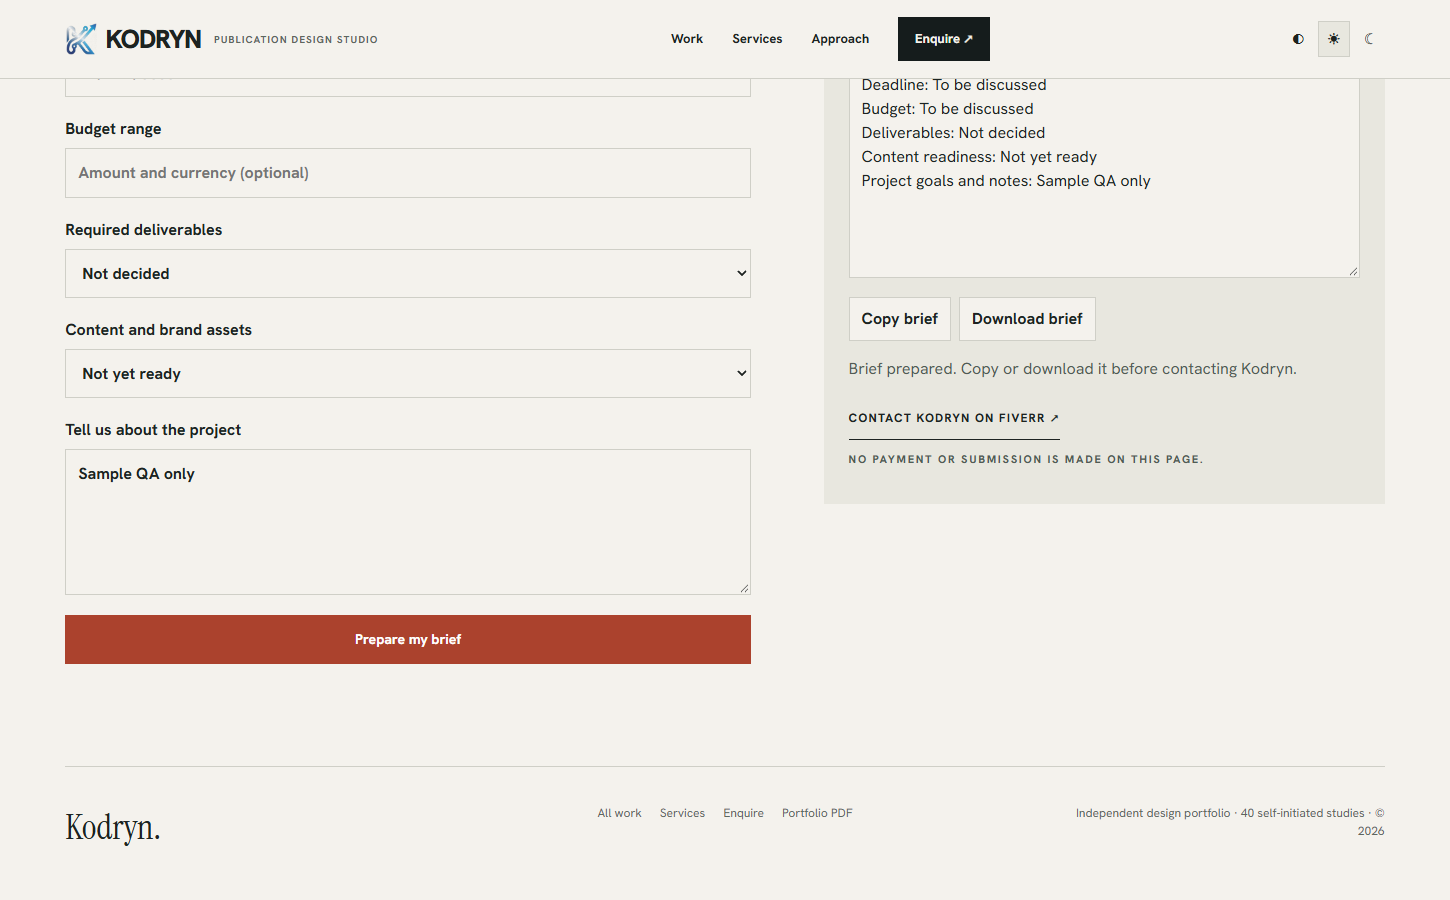 KODRYN PUBLICATION DESIGN STUDIO
Work Services Approach Enquire ↗
Budget range
Amount and currency (optional)
Required deliverables
Not decided
Content and brand assets
Not yet ready
Tell us about the project
Sample QA only
Prepare my brief
Deadline: To be discussed
Budget: To be discussed
Deliverables: Not decided
Content readiness: Not yet ready
Project goals and notes: Sample QA only
Copy brief Download brief
Brief prepared. Copy or download it before contacting Kodryn.
CONTACT KODRYN ON FIVERR ↗
NO PAYMENT OR SUBMISSION IS MADE ON THIS PAGE.
Kodryn.
All work Services Enquire Portfolio PDF
Independent design portfolio · 40 self-initiated studies · ©
2026